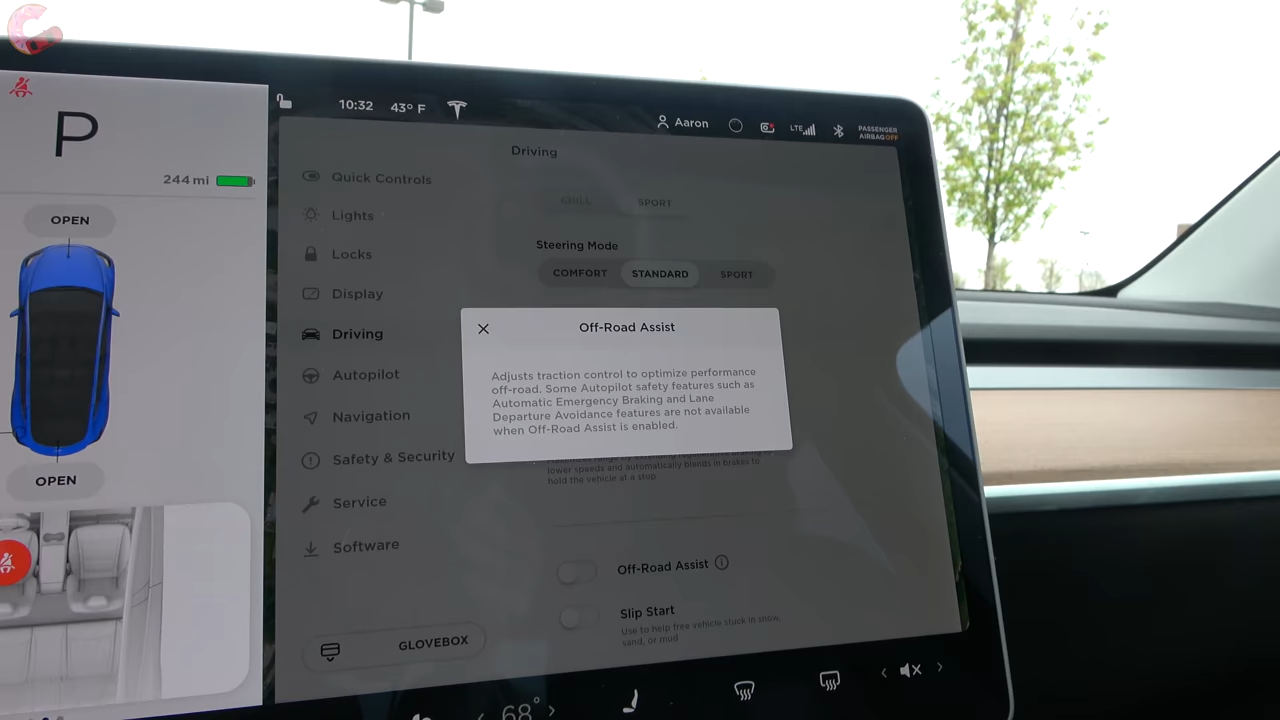 10:32 43° F
Aaron
LTE
PASSENGER
AIRBAG OFF
P
244 mi
OPEN
OPEN
Quick Controls
Lights
Locks
Display
Driving
Autopilot
Navigation
Safety & Security
Service
Software
GLOVEBOX
Driving
CHILL SPORT
Steering Mode
COMFORT STANDARD SPORT
Off-Road Assist
Adjusts traction control to optimize performance
off-road. Some Autopilot safety features such as
Automatic Emergency Braking and Lane
Departure Avoidance features are not available
when Off-Road Assist is enabled.
lower speeds and automatically blends in brakes to
hold the vehicle at a stop
Off-Road Assist
Slip Start
Use to help free vehicle stuck in snow,
sand, or mud
68°